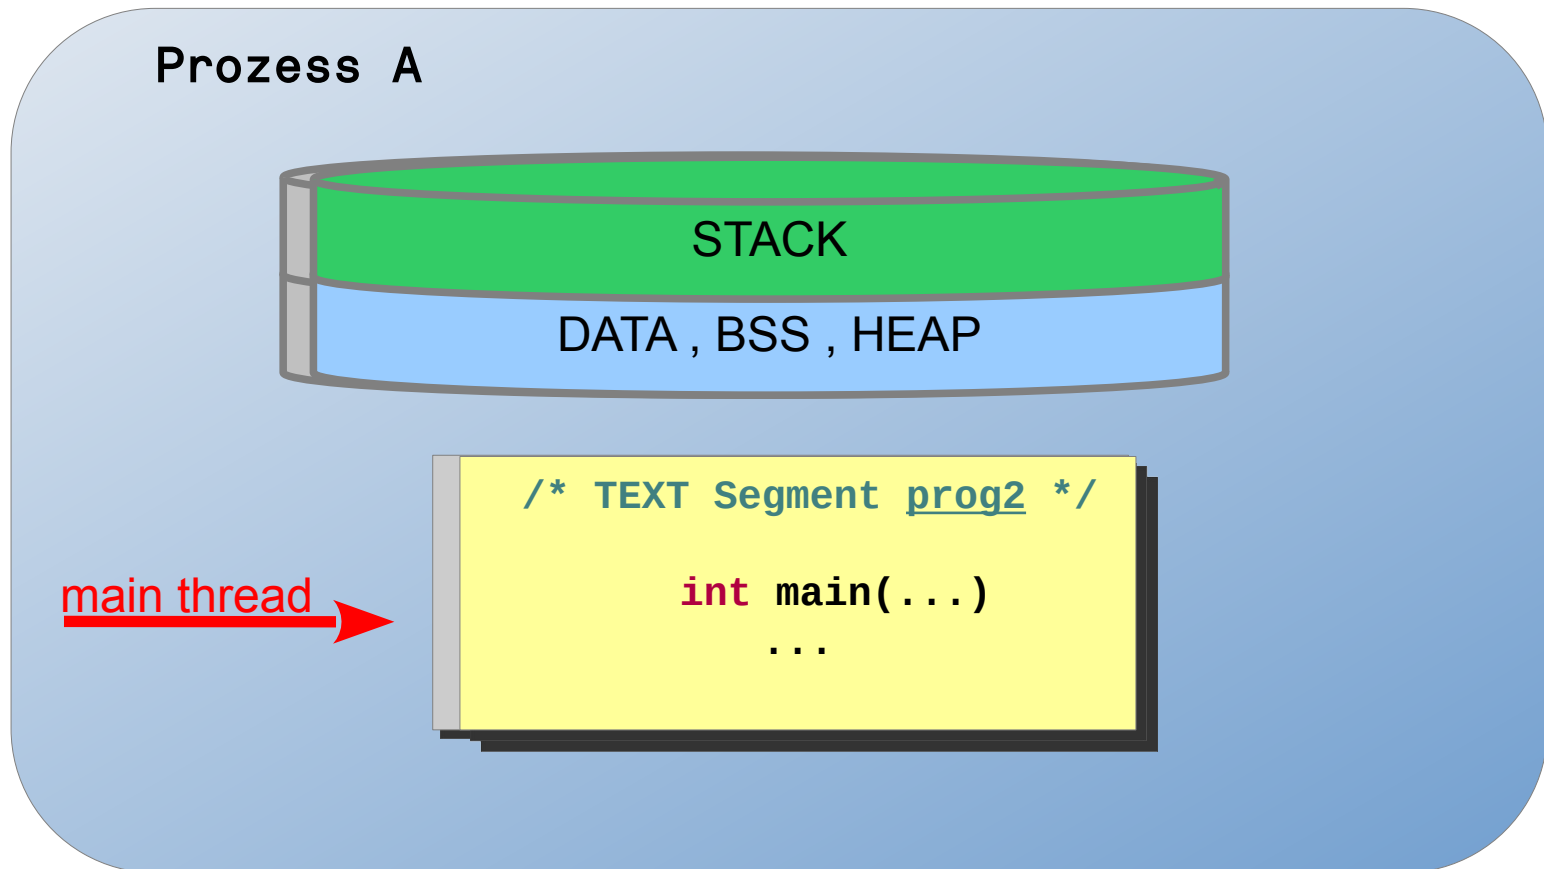 Prozess A
STACK
DATA , BSS , HEAP
/* TEXT Segment prog2 */
int main(...)
main thread
...